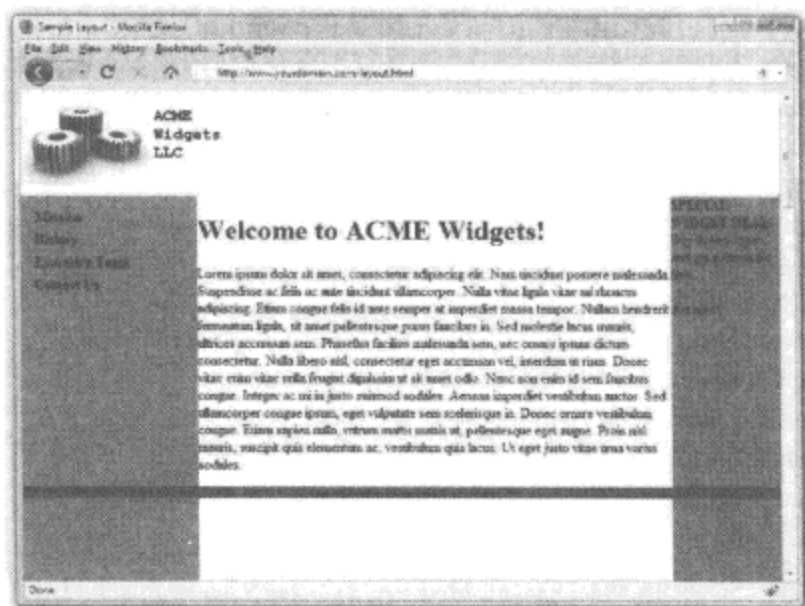 Sample Layout - Mozilla Firefox
File Edit View History Bookmarks Tools Help
http://www.yourdomain.com/layout.html
ACME
Widgets
LLC
Mission
History
Executive Team
Contact Us
Welcome to ACME Widgets!
Lorem ipsum dolor sit amet, consectetur adipiscing elit. Nam tincidunt posuere malesuada
Suspendisse ac felis ac ante tincidunt ullamcorper. Nulla vitae ligula vitae mi rhoncus
adipiscing. Etiam congue felis id ante semper at imperdiet massa tempor. Nullam hendrerit
fermentum ligula, sit amet pellentesque purus faucibus in. Sed molestie lacus mauris,
ultrices accumsan sem. Phasellus facilisis malesuada sem, nec ornare ipsum dictum
consectetur. Nulla libero nisl, consectetur eget accumsan vel, interdum ut risus. Donec
vitae enim vitae nulla feugiat dignissim ut sit amet odio. Nunc non enim id sem faucibus
congue. Integer ac mi in justo euismod sodales. Aenean imperdiet vestibulum auctor. Sed
ullamcorper congue ipsum, eget vulputate sem scelerisque in. Donec ornare vestibulum
congue. Etiam sapien nulla, rutrum mattis mattis ut, pellentesque eget augue. Proin nisl
mauris, suscipit quis elementum ac, vestibulum quis lacus. Ut eget justo vitae urna varius
sodales.
SPECIAL
WIDGET DEAL!
Done